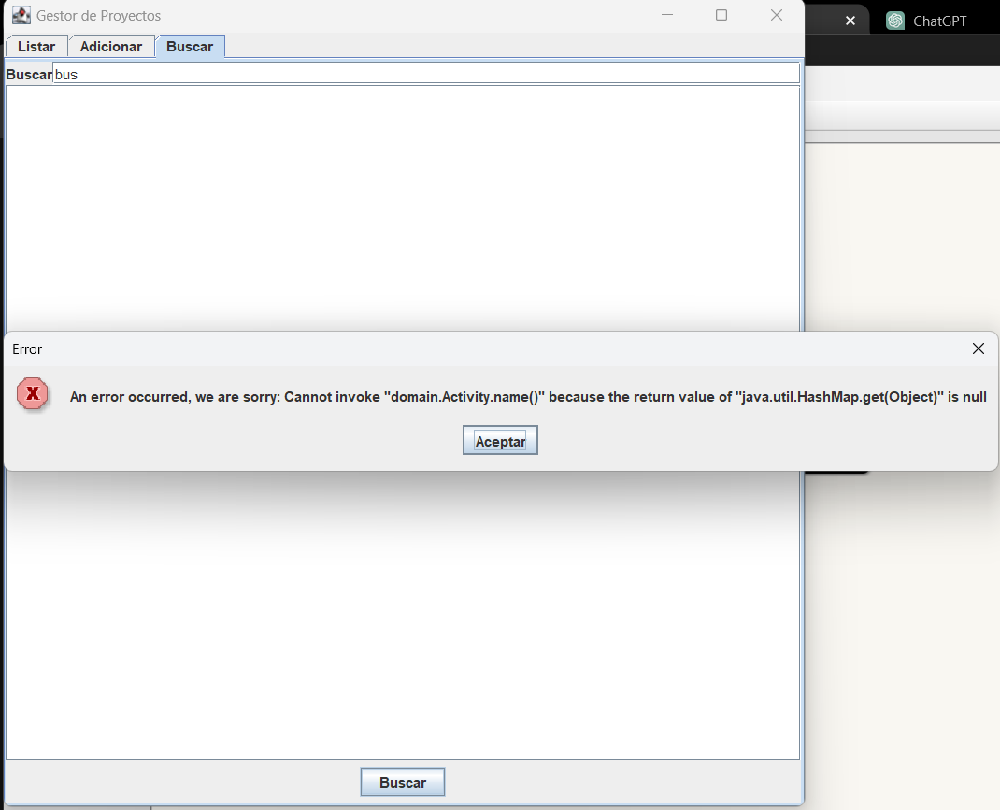 Gestor de Proyectos
ChatGPT
Listar Adicionar Buscar
Buscar bus
Error
An error occurred, we are sorry: Cannot invoke "domain.Activity.name()" because the return value of "java.util.HashMap.get(Object)" is null
Aceptar
Buscar